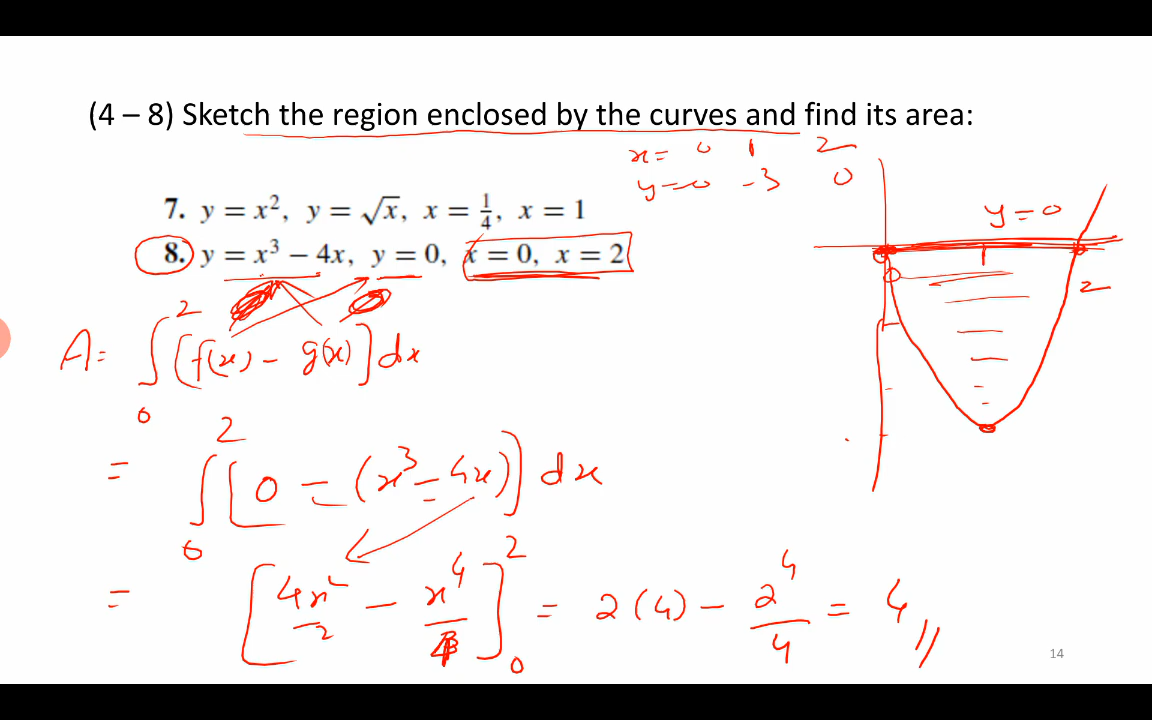 (4 – 8) Sketch the region enclosed by the curves and find its area:
x= 0 1 2
y=0 -3 0
7. y = x², y = √x, x = 1/4, x = 1
y=0
8. y = x³ − 4x, y = 0, x = 0, x = 2
1 2
A= ∫₀² [f(x) - g(x)] dx
= ∫₀² [0 - (x³ - 4x)] dx
= [4x²/2 - x⁴/4]₀² = 2(4) - 2⁴/4 = 4 //
14